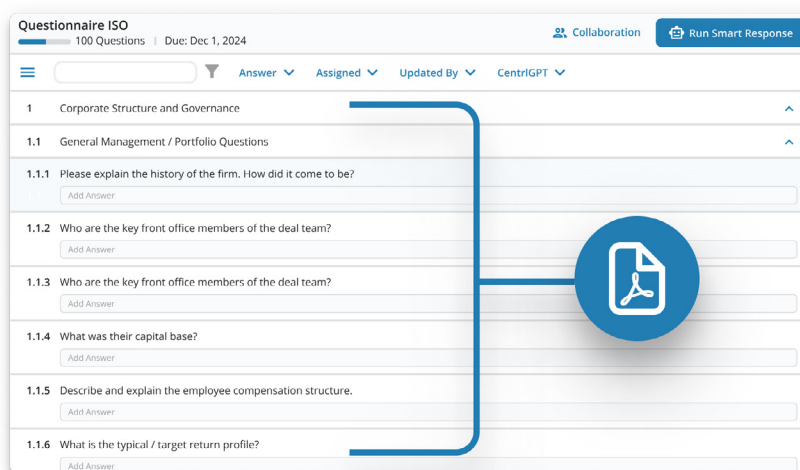 Questionnaire ISO
100 Questions | Due: Dec 1, 2024
Collaboration
Run Smart Response
Answer Assigned Updated By CentrlGPT
1 Corporate Structure and Governance
1.1 General Management / Portfolio Questions
1.1.1 Please explain the history of the firm. How did it come to be?
Add Answer
1.1.2 Who are the key front office members of the deal team?
Add Answer
1.1.3 Who are the key front office members of the deal team?
Add Answer
1.1.4 What was their capital base?
Add Answer
1.1.5 Describe and explain the employee compensation structure.
Add Answer
1.1.6 What is the typical / target return profile?
Add Answer